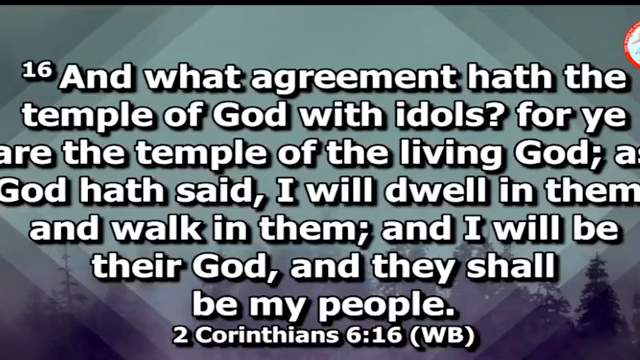 16 And what agreement hath the
temple of God with idols? for ye
are the temple of the living God; as
God hath said, I will dwell in them,
and walk in them; and I will be
their God, and they shall
be my people.
2 Corinthians 6:16 (WB)